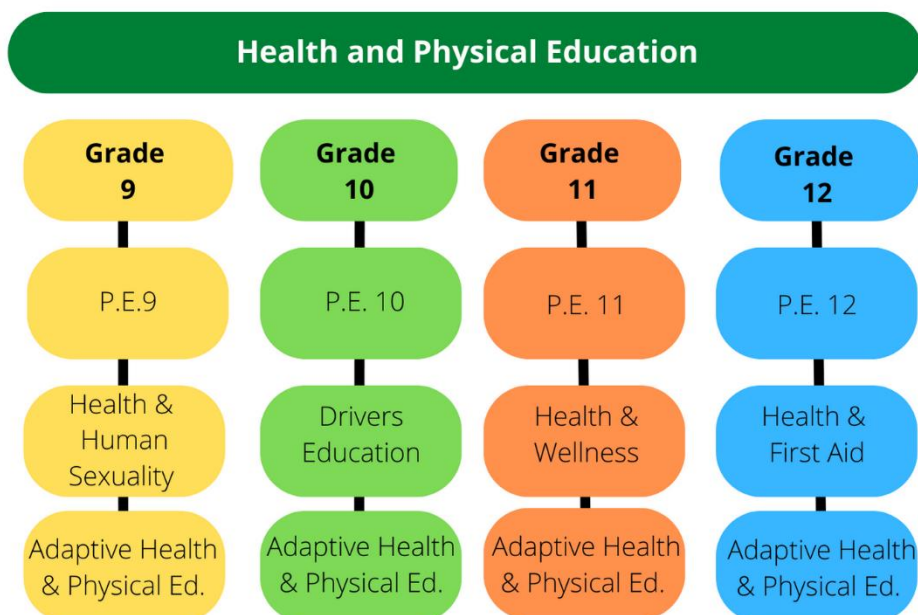 Health and Physical Education
Grade
9
P.E.9
Health &
Human
Sexuality
Adaptive Health
& Physical Ed.
Grade
10
P.E. 10
Drivers
Education
Adaptive Health
& Physical Ed.
Grade
11
P.E. 11
Health &
Wellness
Adaptive Health
& Physical Ed.
Grade
12
P.E. 12
Health &
First Aid
Adaptive Health
& Physical Ed.